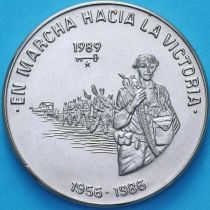 · EN MARCHA HACIA LA VICTORIA ·
1989
1956 - 1986